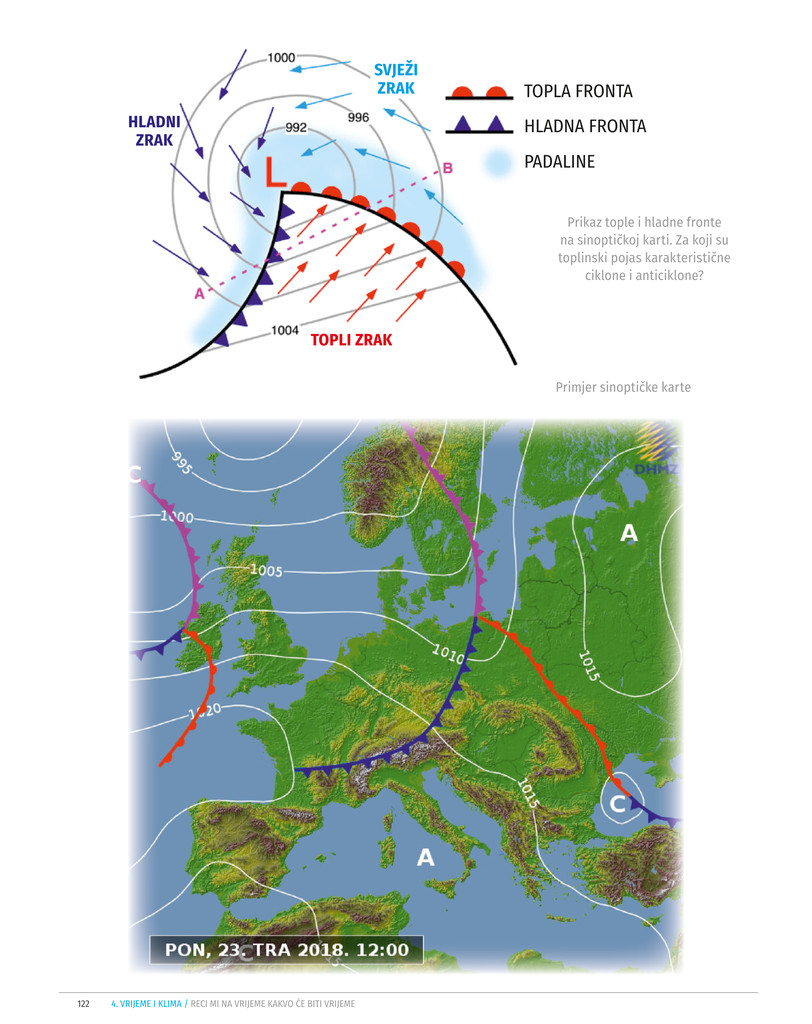 1000
SVJEŽI
ZRAK
TOPLA FRONTA
996
HLADNI
ZRAK
992
HLADNA FRONTA
L
B
PADALINE
Prikaz tople i hladne fronte
na sinoptičkoj karti. Za koji su
toplinski pojas karakteristične
ciklone i anticiklone?
A
1004
TOPLI ZRAK
Primjer sinoptičke karte
995
DHMZ
C
1000
A
1005
1010
1015
1020
1015
C
A
PON, 23. TRA 2018. 12:00
122 4. VRIJEME I KLIMA / RECI MI NA VRIJEME KAKVO ĆE BITI VRIJEME